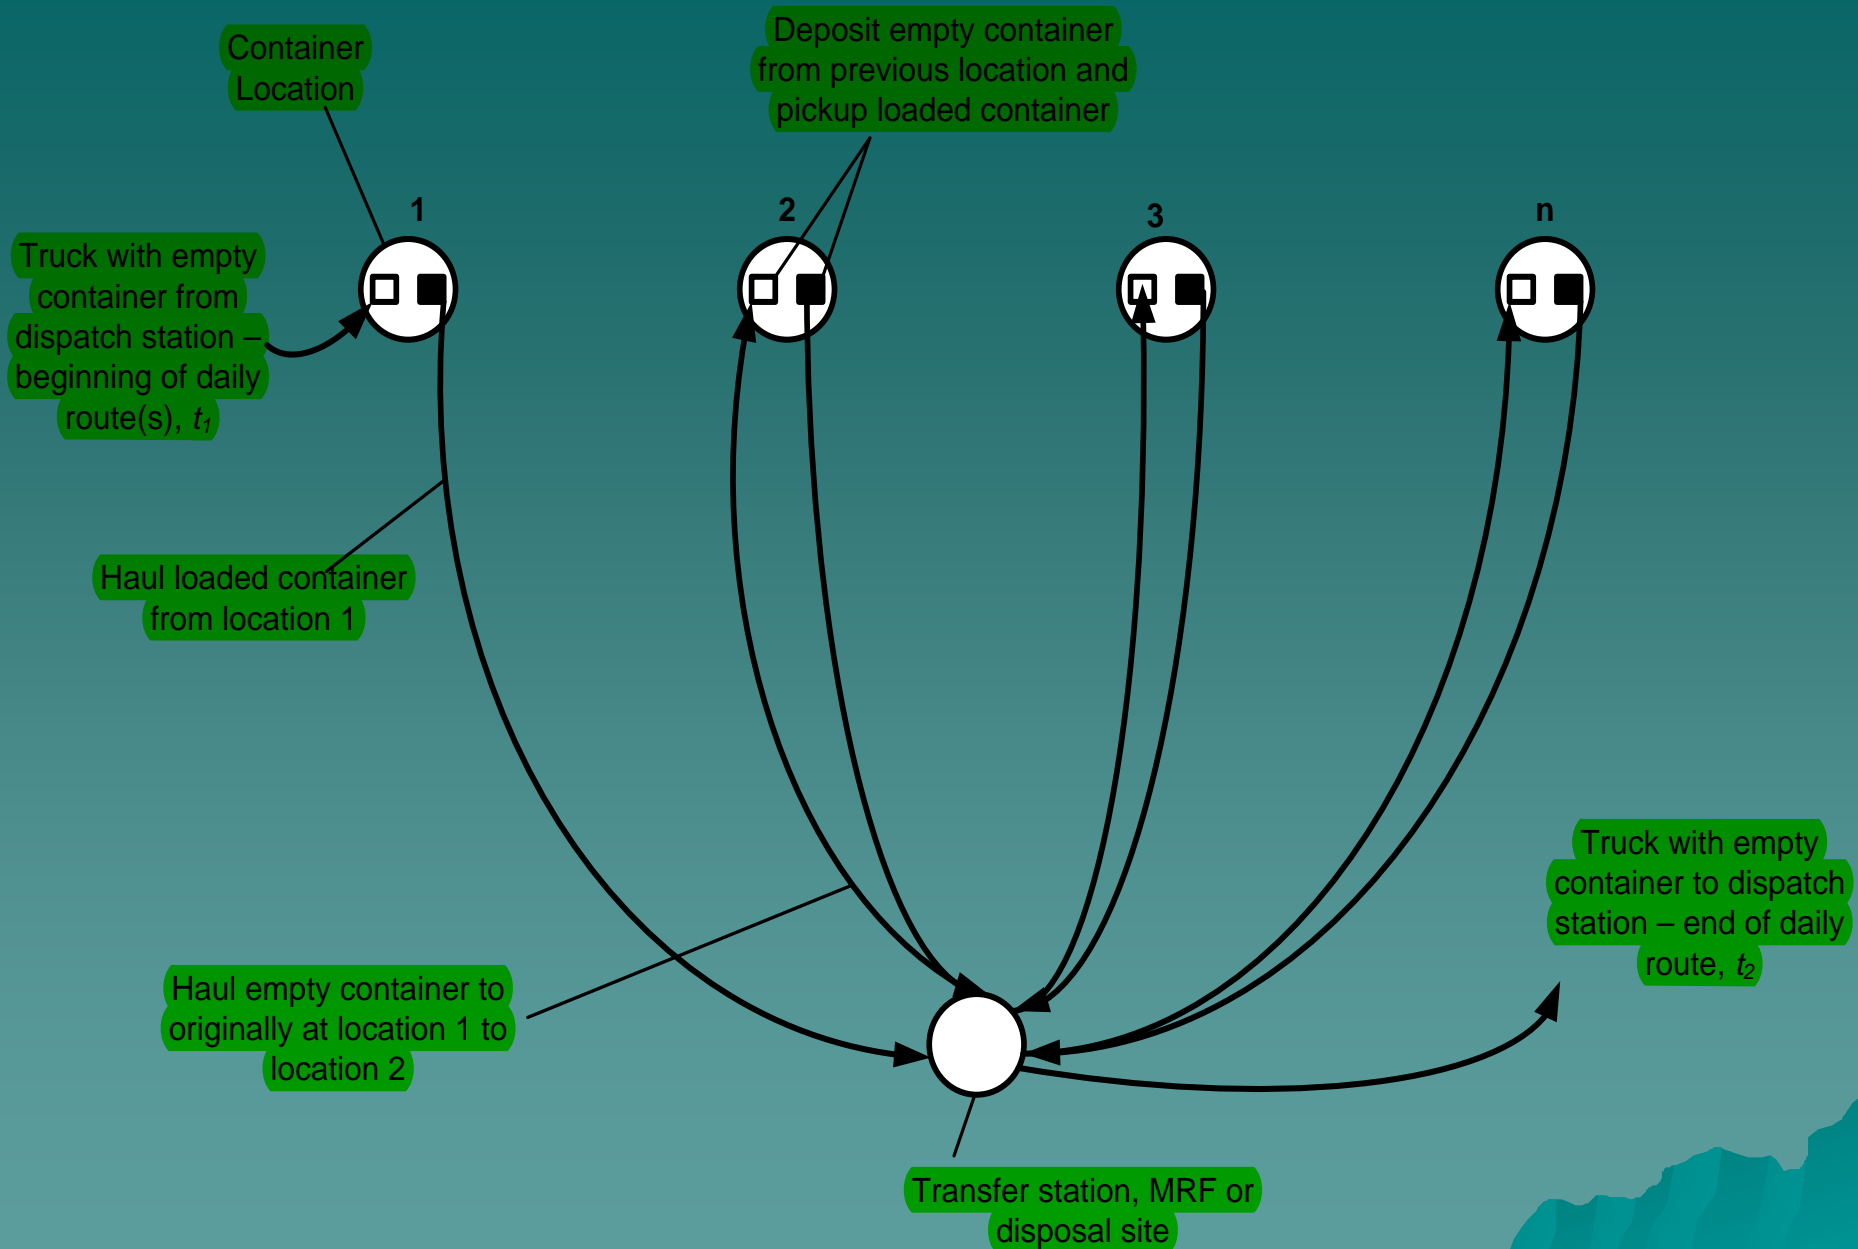 Container
Location
Deposit empty container
from previous location and
pickup loaded container
1
2
3
n
Truck with empty
container from
dispatch station –
beginning of daily
route(s), t1
Haul loaded container
from location 1
Truck with empty
container to dispatch
station – end of daily
route, t2
Haul empty container to
originally at location 1 to
location 2
Transfer station, MRF or
disposal site